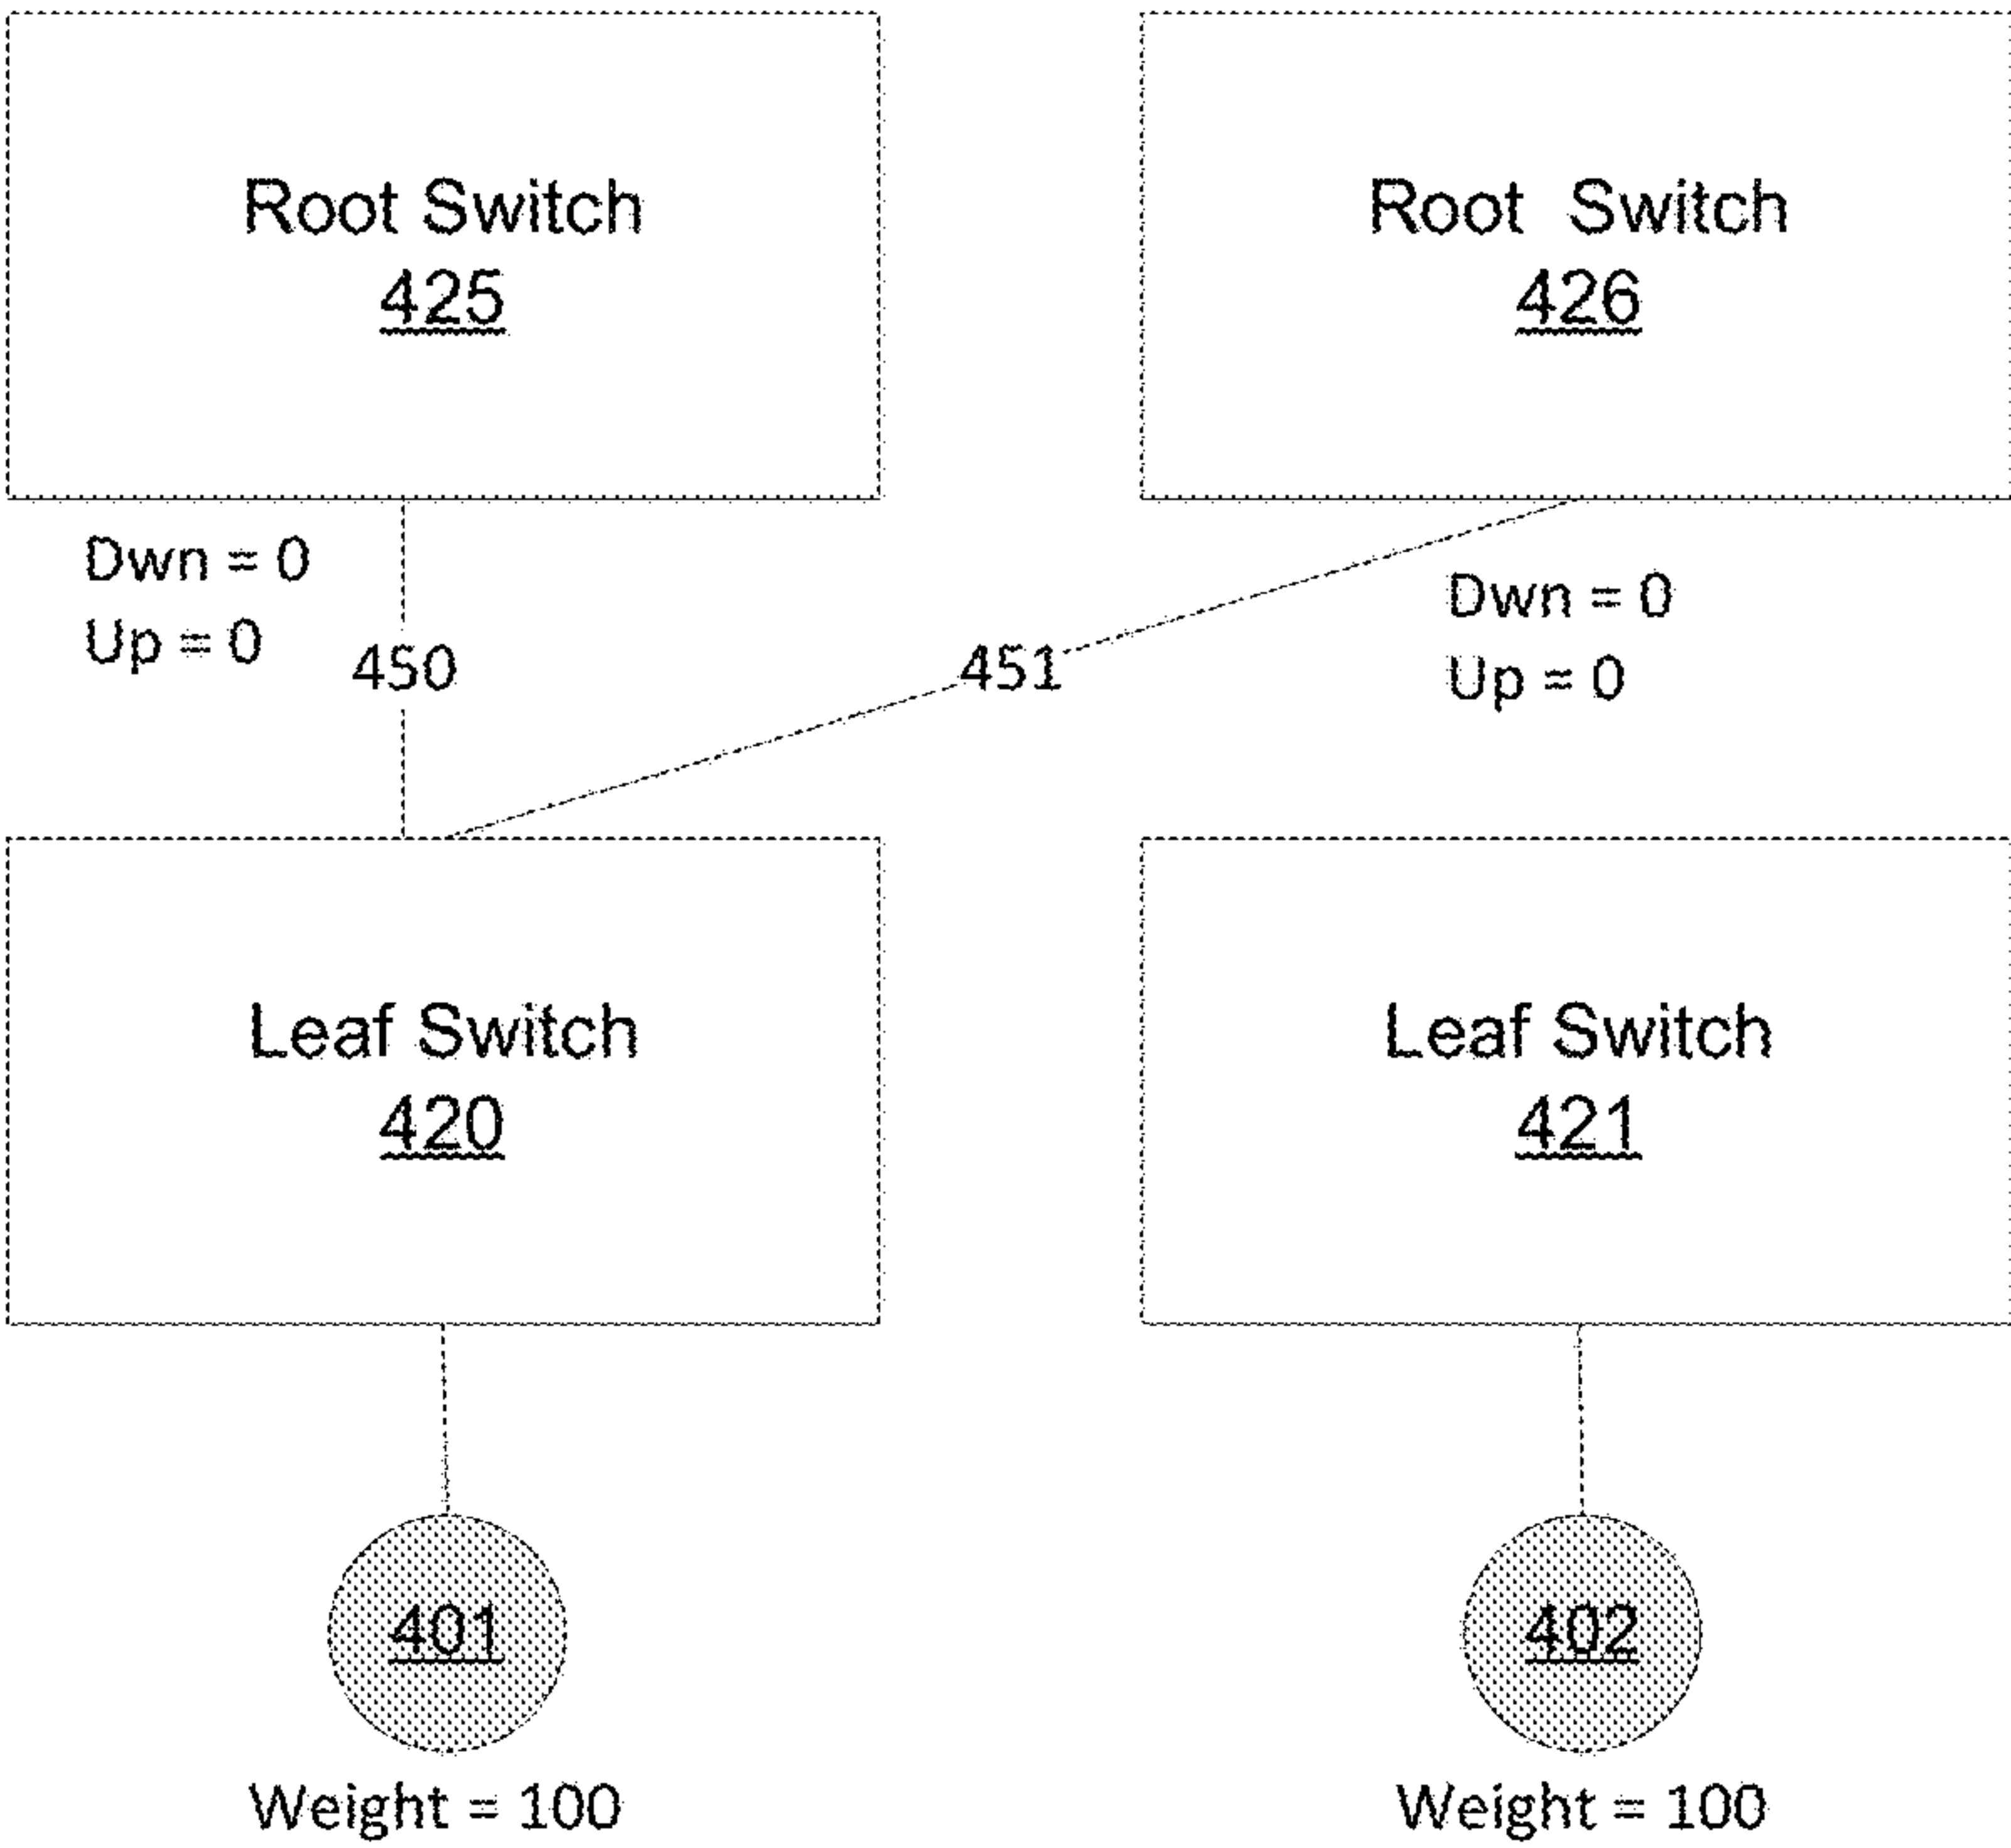 Root Switch
425
Root Switch
426
Dwn = 0
Up = 0
450
451
Dwn = 0
Up = 0
Leaf Switch
420
Leaf Switch
421
401
402
Weight = 100
Weight = 100